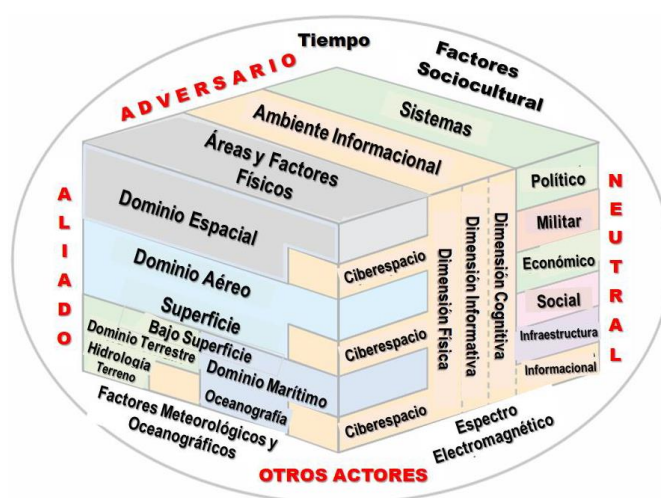 Tiempo
Factores
Sociocultural
ADVERSARIO
Sistemas
Ambiente Informacional
Áreas y Factores
Físicos
ALIADO
Dominio Espacial
Dominio Aéreo
Superficie
Bajo Superficie
Dominio Terrestre
Hidrología
Terreno
Dominio Marítimo
Oceanografía
Ciberespacio
Ciberespacio
Ciberespacio
Dimensión Física
Dimensión Informativa
Dimensión Cognitiva
Político
Militar
Económico
Social
Infraestructura
Informacional
NEUTRAL
Factores Meteorológicos y
Oceanográficos
Espectro
Electromagnético
OTROS ACTORES